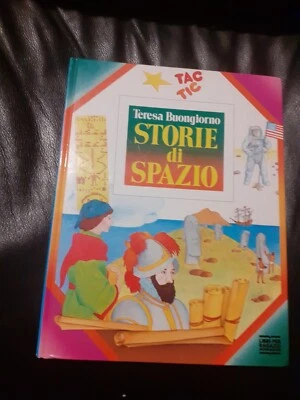 TAC
TIC
Teresa Buongiorno
STORIE
di
SPAZIO